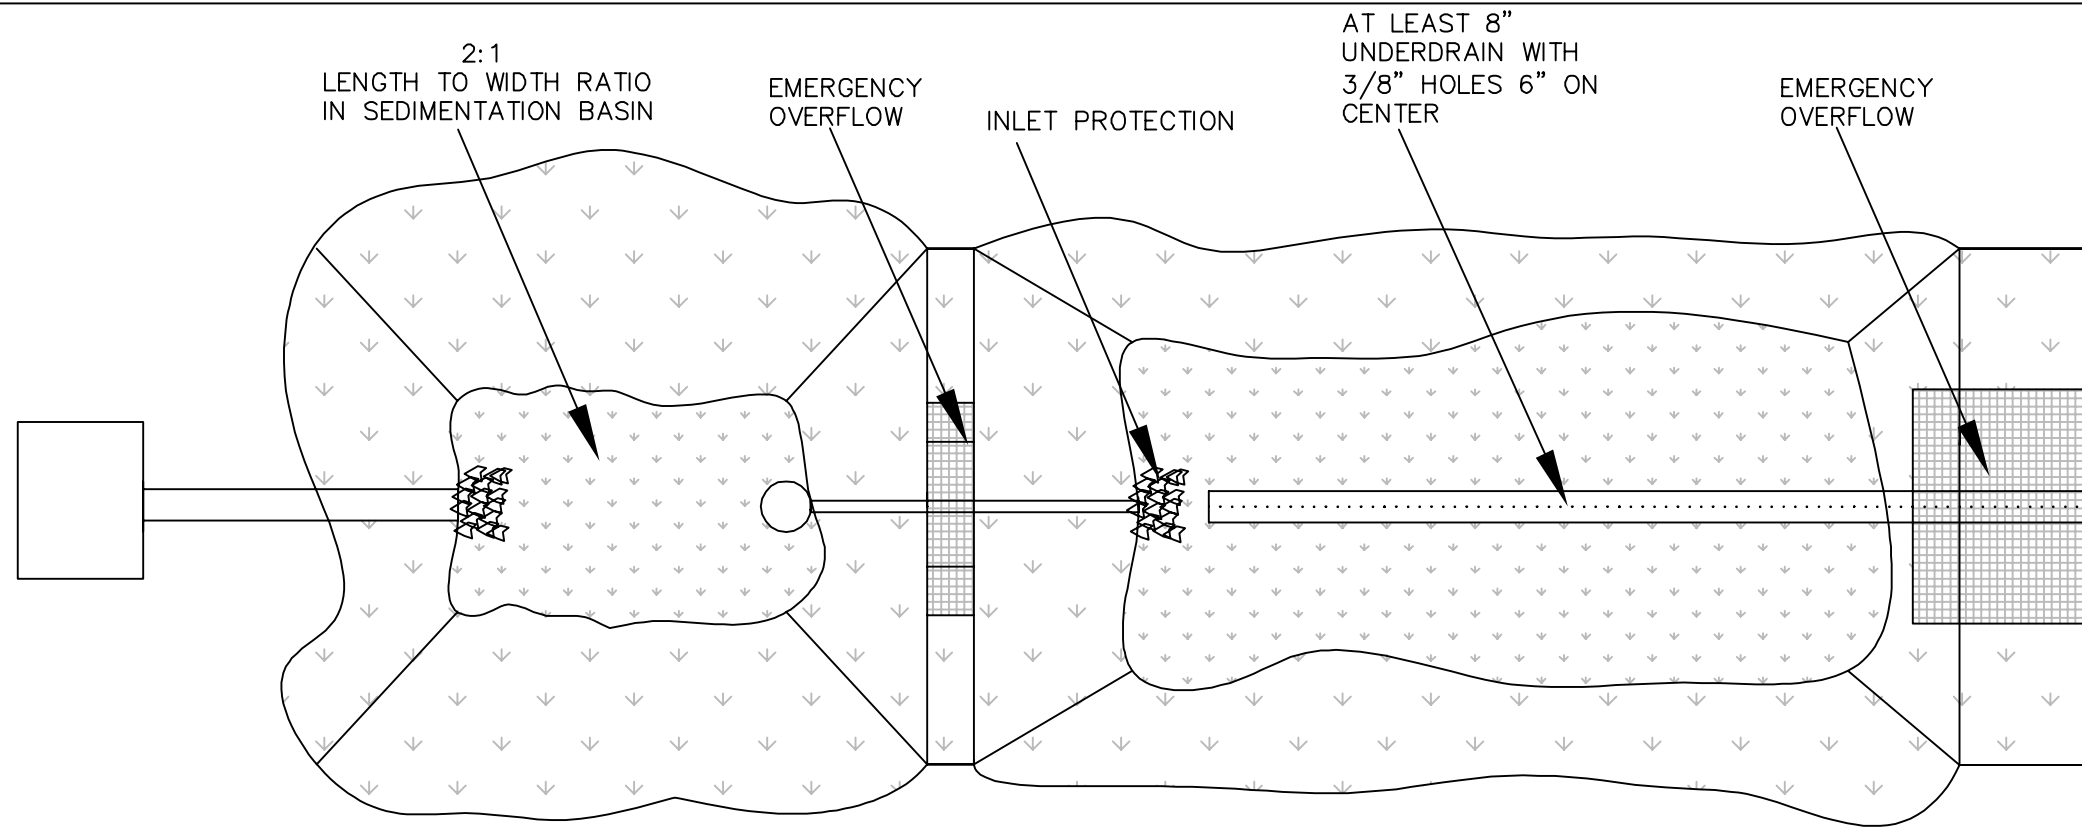 2:1
LENGTH TO WIDTH RATIO
IN SEDIMENTATION BASIN
EMERGENCY
OVERFLOW
INLET PROTECTION
AT LEAST 8"
UNDERDRAIN WITH
3/8" HOLES 6" ON
CENTER
EMERGENCY
OVERFLOW